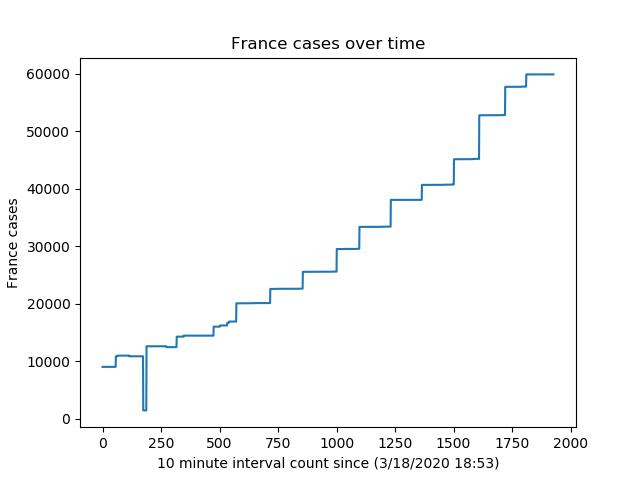 France cases over time
60000
50000
40000
30000
20000
10000
0
France cases
0 250 500 750 1000 1250 1500 1750 2000
10 minute interval count since (3/18/2020 18:53)